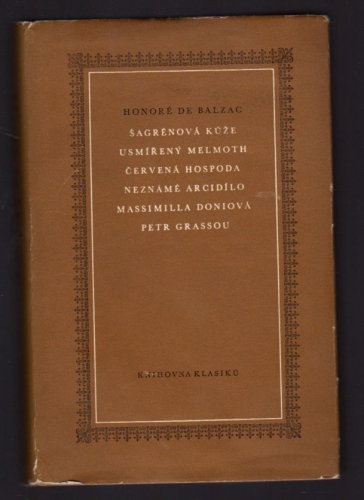 HONORÉ DE BALZAC
ŠAGRÉNOVÁ KŮŽE
USMÍŘENÝ MELMOTH
ČERVENÁ HOSPODA
NEZNÁMÉ ARCIDÍLO
MASSIMILLA DONIOVÁ
PETR GRASSOU
KNIHOVNA KLASIKŮ